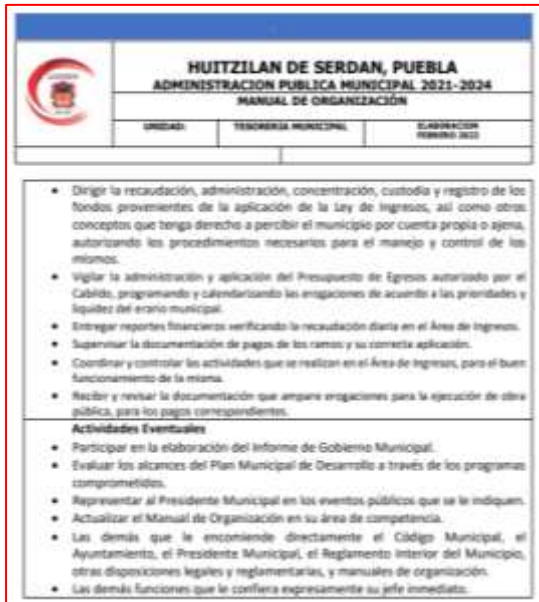 HUITZILAN DE SERDAN, PUEBLA
ADMINISTRACION PUBLICA MUNICIPAL 2021-2024
MANUAL DE ORGANIZACIÓN
UNIDAD: TESORERÍA MUNICIPAL ELABORACION
FEBRERO 2022
• Dirigir la recaudación, administración, concentración, custodia y registro de los
fondos provenientes de la aplicación de la Ley de Ingresos, así como otros
conceptos que tenga derecho a percibir el municipio por cuenta propia o ajena,
autorizando los procedimientos necesarios para el manejo y control de los
mismos.
• Vigilar la administración y aplicación del Presupuesto de Egresos autorizado por el
Cabildo, programando y calendarizando las erogaciones de acuerdo a las prioridades y
liquidez del erario municipal.
• Entregar reportes financieros verificando la recaudación diaria en el Área de Ingresos.
• Supervisar la documentación de pagos de los ramos y su correcta aplicación.
• Coordinar y controlar las actividades que se realizan en el Área de Ingresos, para el buen
funcionamiento de la misma.
• Recibir y revisar la documentación que ampare erogaciones para la ejecución de obra
pública, para los pagos correspondientes.
Actividades Eventuales
• Participar en la elaboración del Informe de Gobierno Municipal.
• Evaluar los alcances del Plan Municipal de Desarrollo a través de los programas
comprometidos.
• Representar al Presidente Municipal en los eventos públicos que se le indiquen.
• Actualizar el Manual de Organización en su área de competencia.
• Las demás que le encomiende directamente el Código Municipal, el
Ayuntamiento, el Presidente Municipal, el Reglamento Interior del Municipio,
otras disposiciones legales y reglamentarias, y manuales de organización.
• Las demás funciones que le confiera expresamente su jefe inmediato.